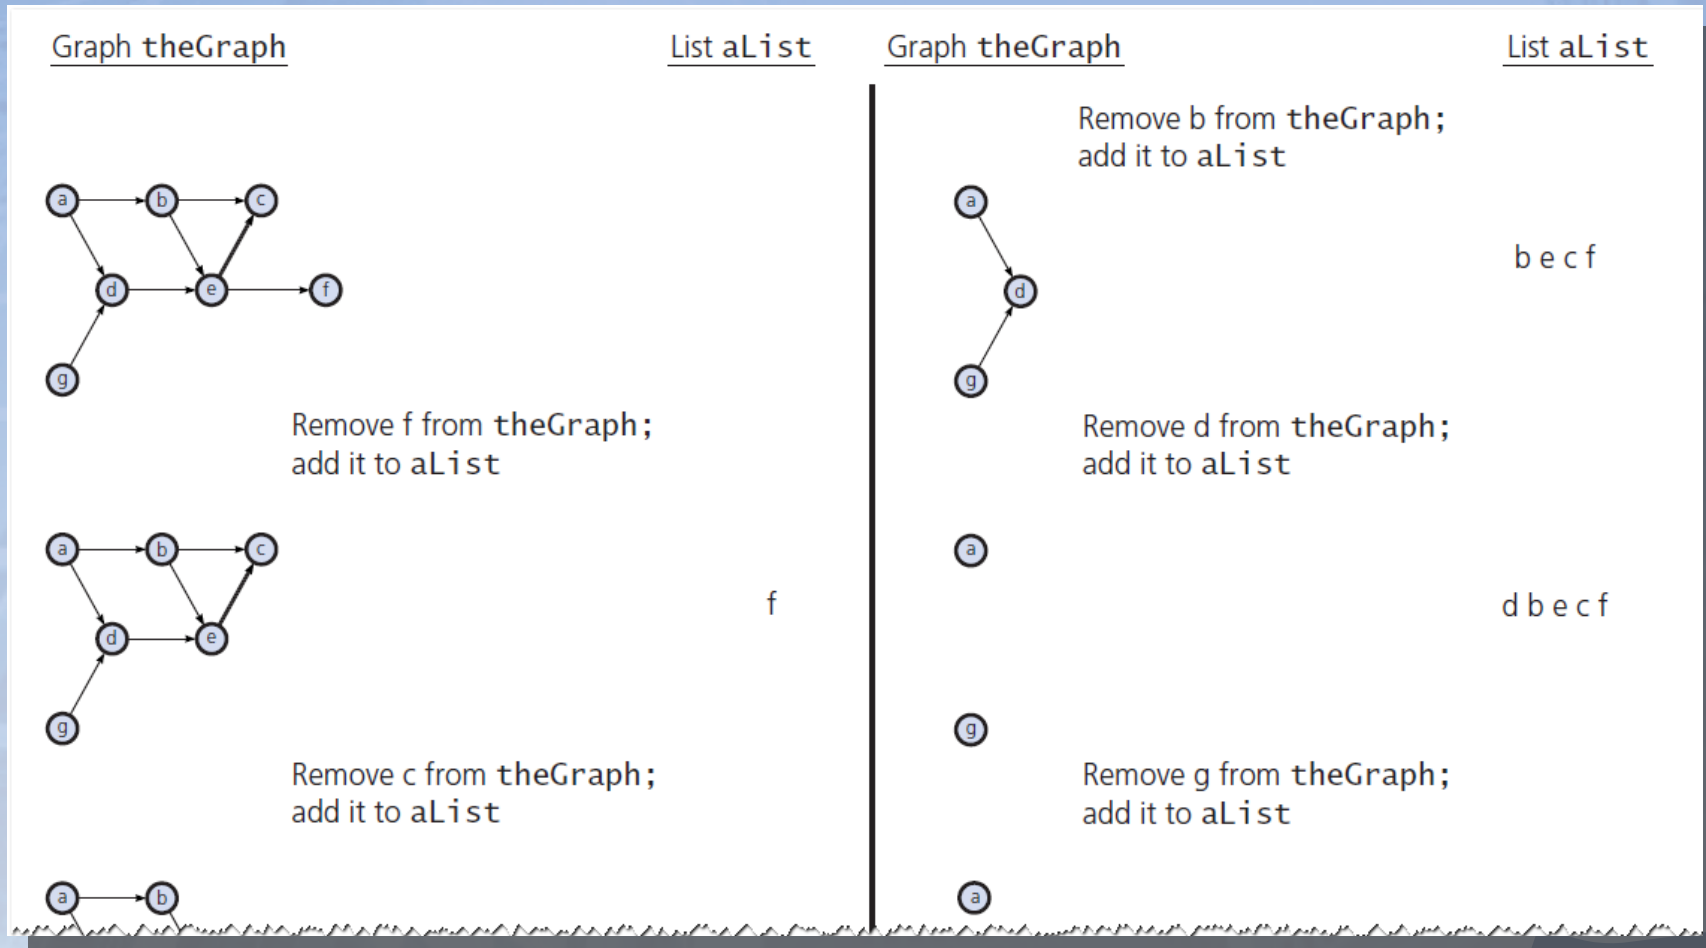 Graph theGraph
List aList
a
b
c
d
e
f
g
Remove f from theGraph;
add it to aList
a
b
c
f
d
e
g
Remove c from theGraph;
add it to aList
a
b
Graph theGraph
List aList
Remove b from theGraph;
add it to aList
a
b e c f
d
g
Remove d from theGraph;
add it to aList
a
d b e c f
g
Remove g from theGraph;
add it to aList
a